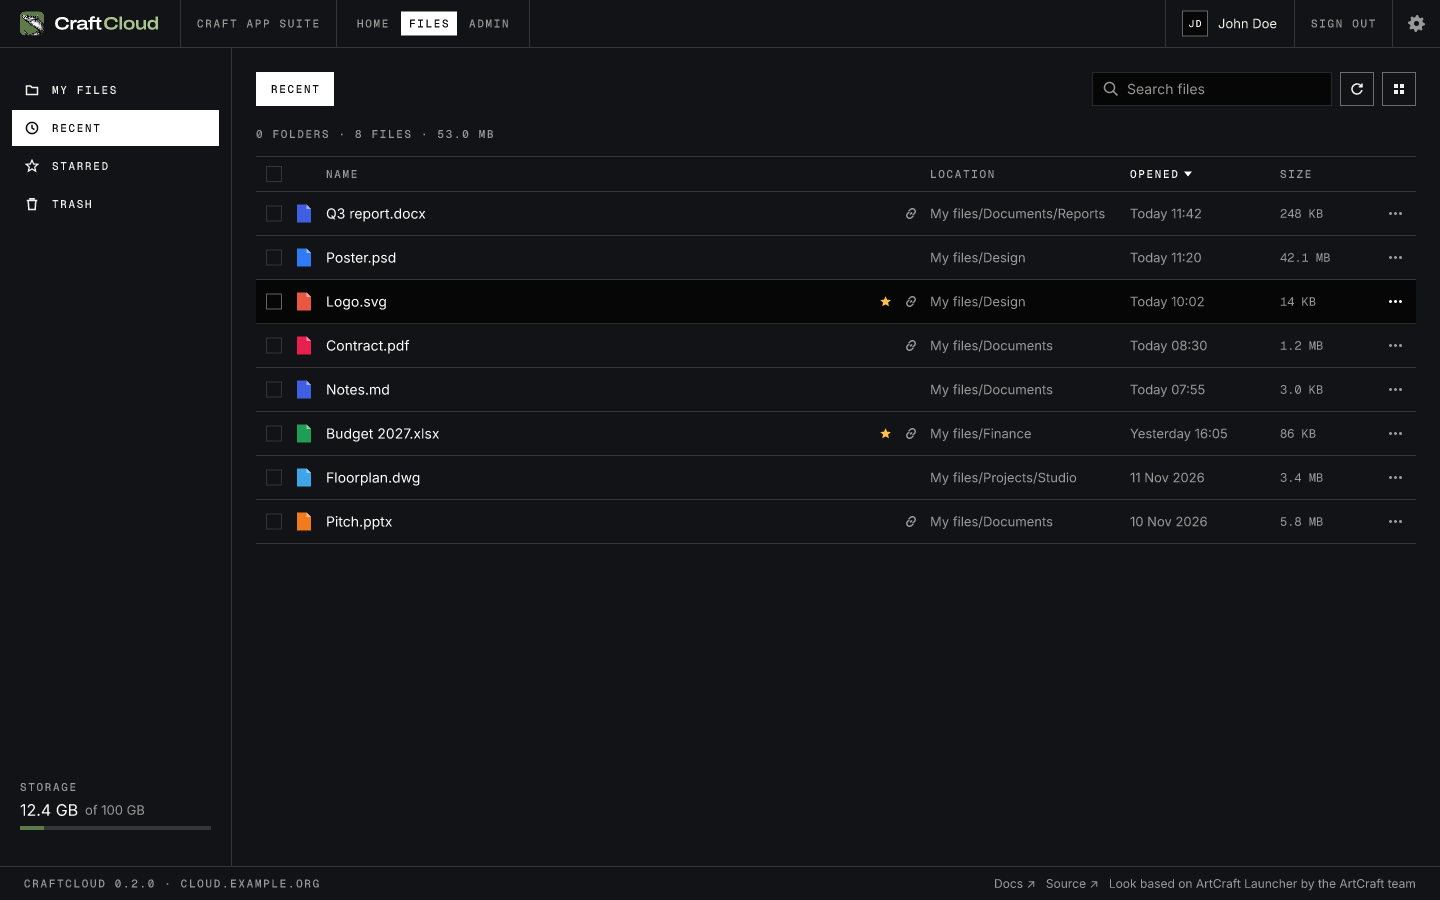 CraftCloud CRAFT APP SUITE HOME FILES ADMIN JD John Doe SIGN OUT
MY FILES
RECENT
STARRED
TRASH
STORAGE
12.4 GB of 100 GB
RECENT Search files
0 FOLDERS · 8 FILES · 53.0 MB
NAME LOCATION OPENED SIZE
Q3 report.docx My files/Documents/Reports Today 11:42 248 KB
Poster.psd My files/Design Today 11:20 42.1 MB
Logo.svg My files/Design Today 10:02 14 KB
Contract.pdf My files/Documents Today 08:30 1.2 MB
Notes.md My files/Documents Today 07:55 3.0 KB
Budget 2027.xlsx My files/Finance Yesterday 16:05 86 KB
Floorplan.dwg My files/Projects/Studio 11 Nov 2026 3.4 MB
Pitch.pptx My files/Documents 10 Nov 2026 5.8 MB
CRAFTCLOUD 0.2.0 · CLOUD.EXAMPLE.ORG Docs ↗ Source ↗ Look based on ArtCraft Launcher by the ArtCraft team